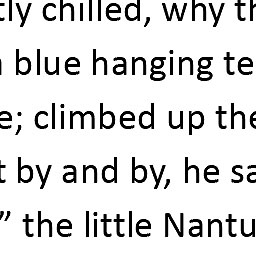 tly chilled, why th
blue hanging te
e; climbed up the
t by and by, he sa
” the little Nantu